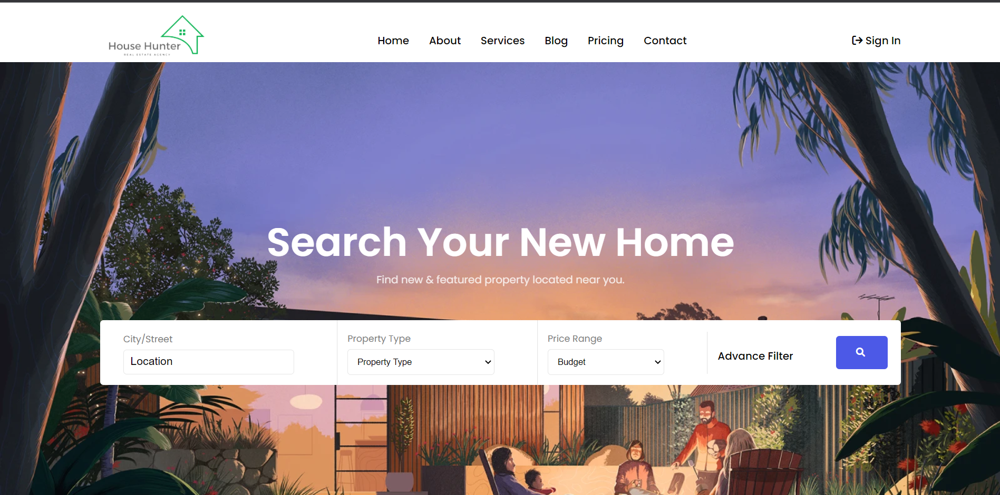 House Hunter
REAL ESTATE AGENCY
Home About Services Blog Pricing Contact
Sign In
Search Your New Home
Find new & featured property located near you.
City/Street
Location
Property Type
Property Type
Price Range
Budget
Advance Filter